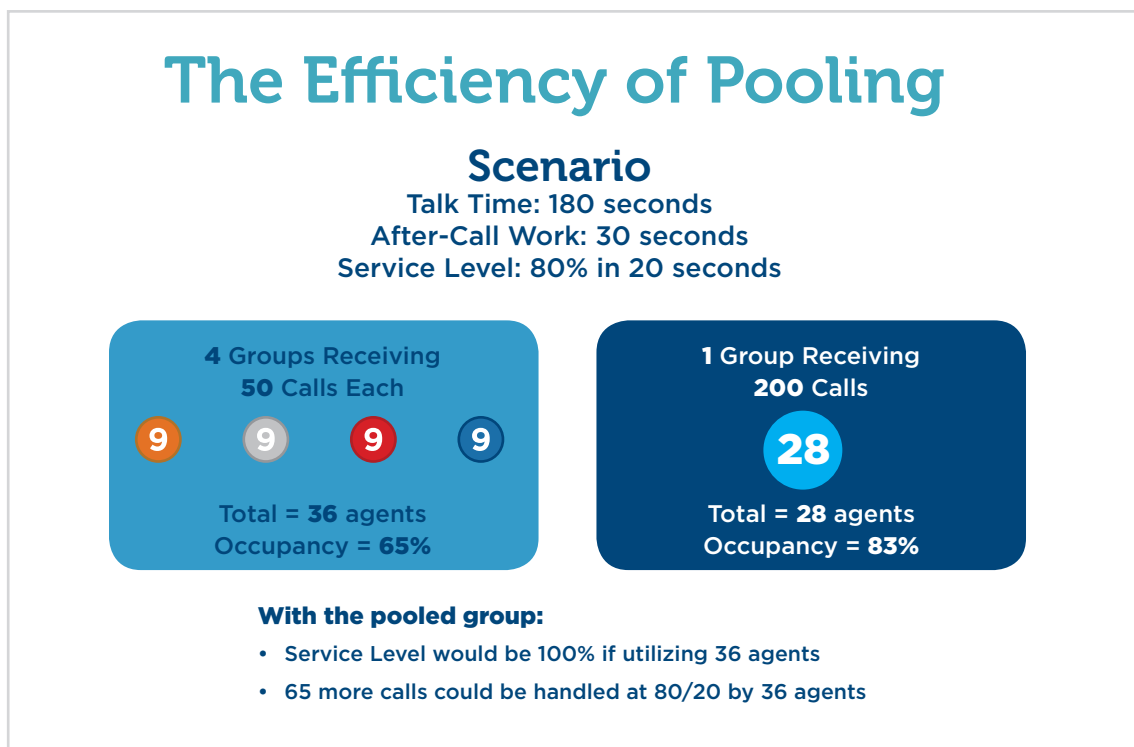 The Efficiency of Pooling
Scenario
Talk Time: 180 seconds
After-Call Work: 30 seconds
Service Level: 80% in 20 seconds
4 Groups Receiving
50 Calls Each
9 9 9 9
Total = 36 agents
Occupancy = 65%
1 Group Receiving
200 Calls
28
Total = 28 agents
Occupancy = 83%
With the pooled group:
• Service Level would be 100% if utilizing 36 agents
• 65 more calls could be handled at 80/20 by 36 agents